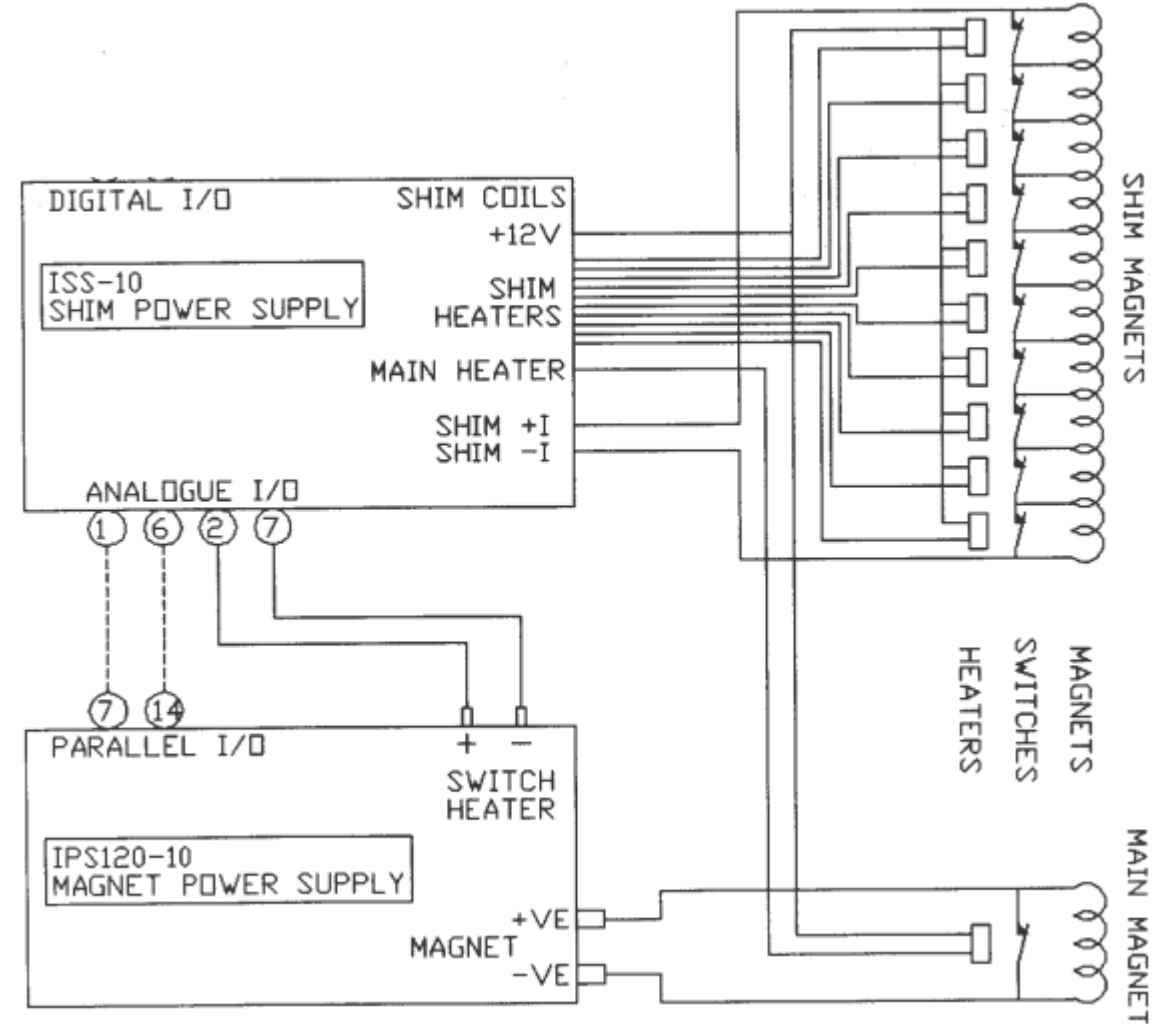 DIGITAL I/O
SHIM COILS
+12V
ISS-10
SHIM POWER SUPPLY
SHIM
HEATERS
MAIN HEATER
SHIM +I
SHIM -I
ANALOGUE I/O
1
6
2
7
SHIM MAGNETS
MAGNETS
SWITCHES
HEATERS
7
14
PARALLEL I/O
+ -
SWITCH
HEATER
IPS120-10
MAGNET POWER SUPPLY
+VE
MAGNET
-VE
MAIN MAGNET